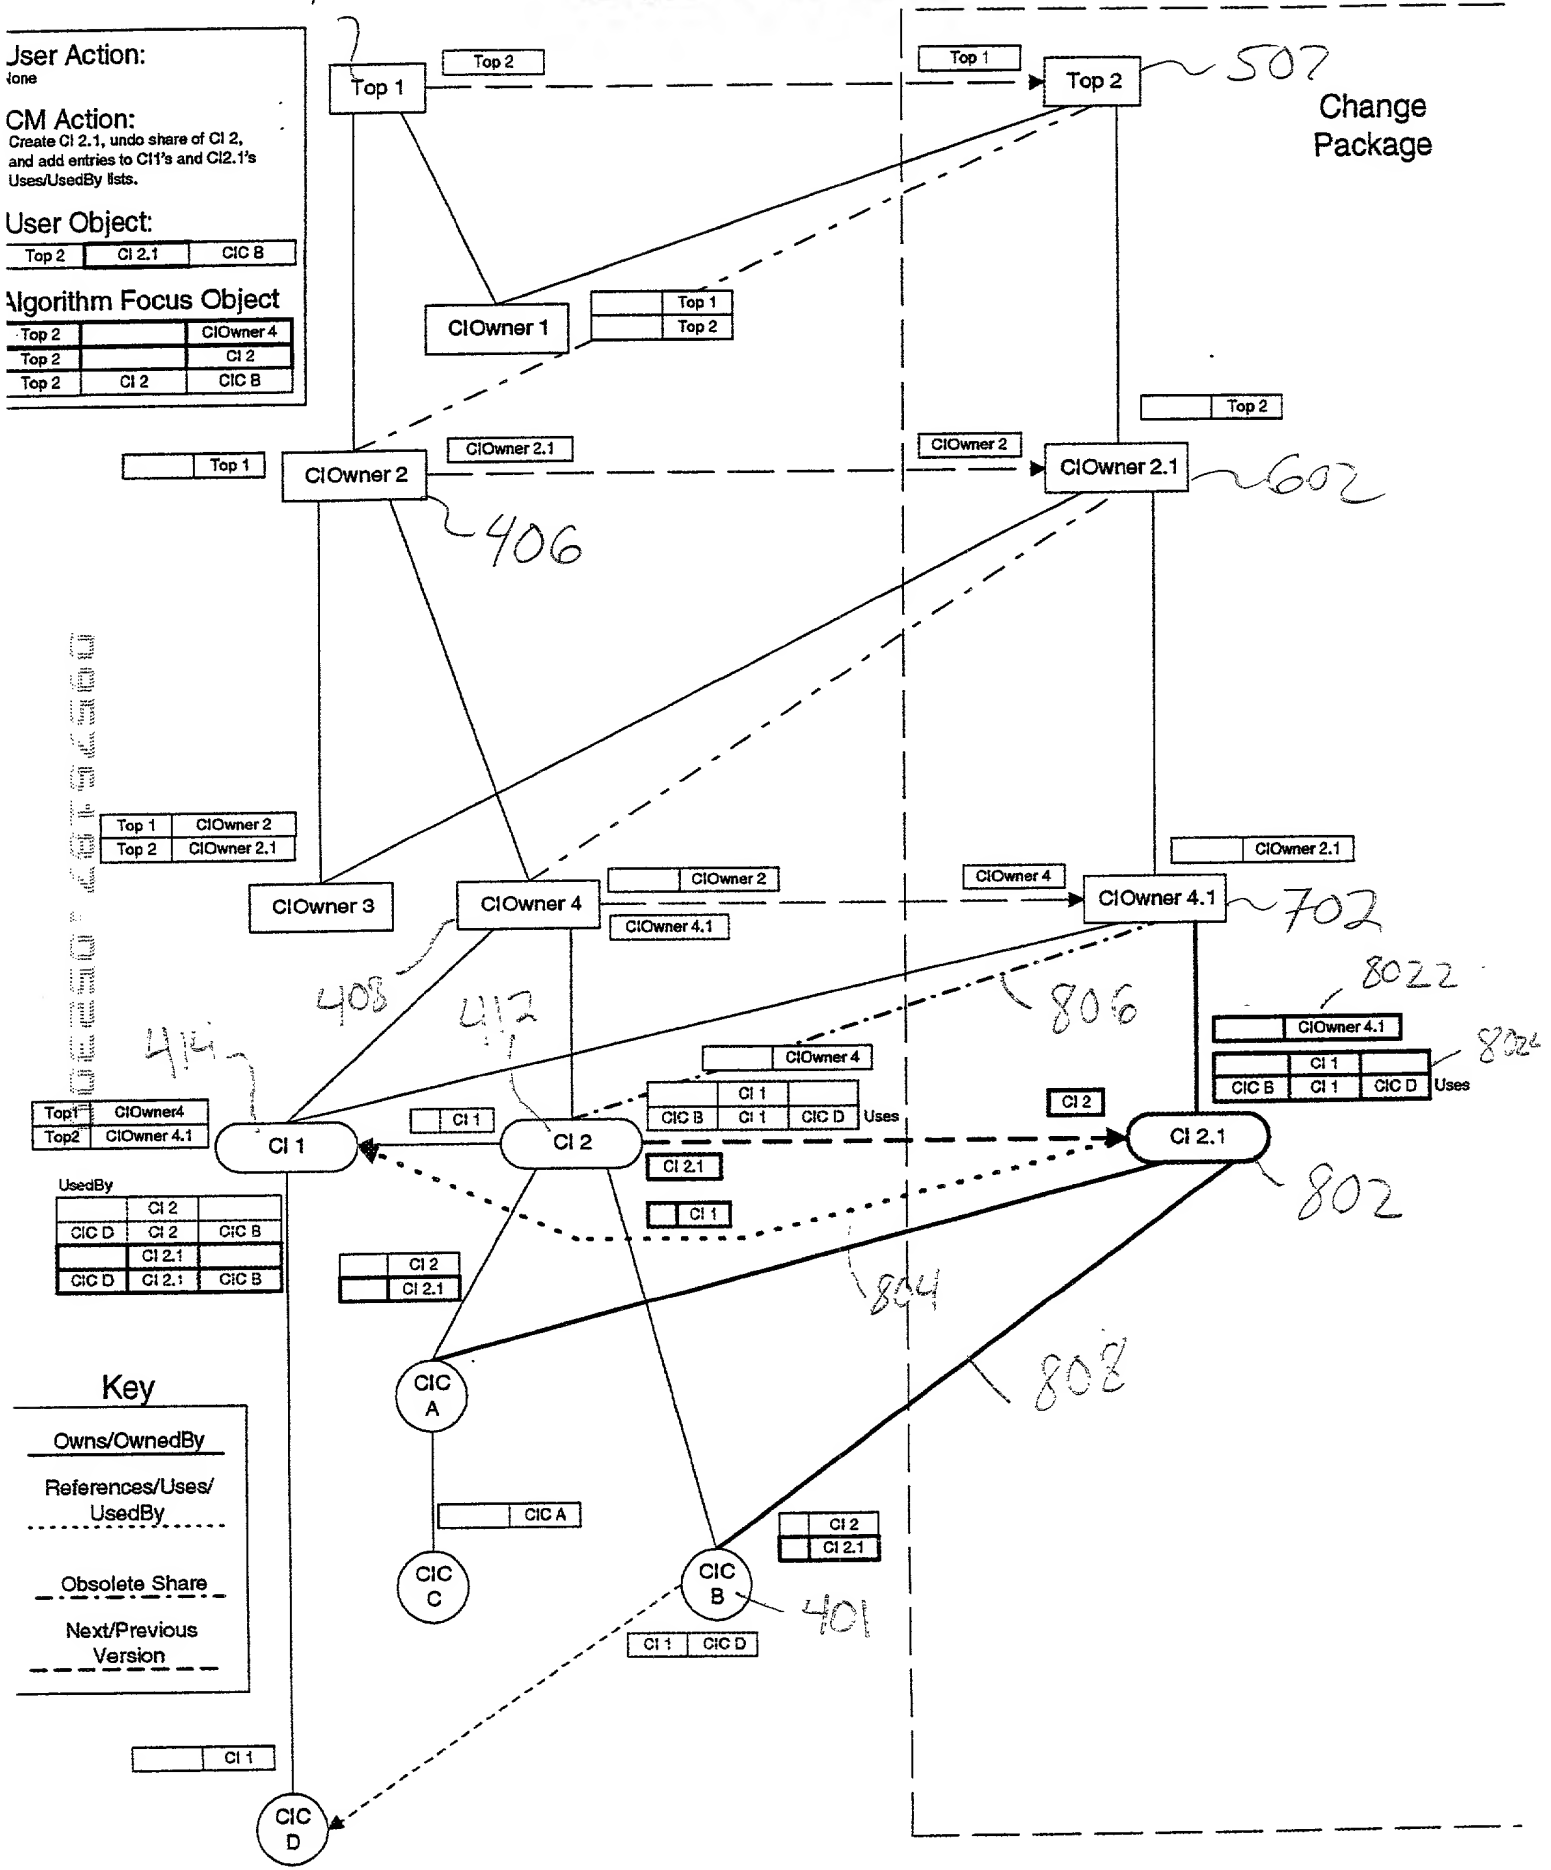 Jser Action:
lone
CM Action:
Create CI 2.1, undo share of CI 2,
and add entries to CI1's and CI2.1's
Uses/UsedBy lists.
User Object:
Top 2 CI 2.1 CIC B
Algorithm Focus Object
Top 2 CIOwner 4
Top 2 CI 2
Top 2 CI 2 CIC B
Top 1
Top 2
Top 1
Top 2
507
Change
Package
CIOwner 1
Top 1
Top 2
Top 2
Top 1
CIOwner 2
CIOwner 2.1
CIOwner 2
CIOwner 2.1
602
406
Top 1 CIOwner 2
Top 2 CIOwner 2.1
CIOwner 3
CIOwner 4
CIOwner 2
CIOwner 4.1
CIOwner 4
CIOwner 2.1
CIOwner 4.1
702
408
412
414
806
8022
CIOwner 4.1
CI 1
CIC B CI 1 CIC D Uses
CIOwner 4
CI 1
CIC B CI 1 CIC D Uses
CI 2
Top1 CIOwner4
Top2 CIOwner 4.1
CI 1
CI 1
CI 2
CI 2.1
CI 2.1
802
CI 1
UsedBy
CI 2
CIC D CI 2 CIC B
CI 2.1
CIC D CI 2.1 CIC B
CI 2
CI 2.1
804
808
CIC
A
Key
Owns/OwnedBy
References/Uses/
UsedBy
Obsolete Share
Next/Previous
Version
CIC A
CIC
C
CI 2
CI 2.1
CIC
B
401
CI 1 CIC D
CI 1
CIC
D